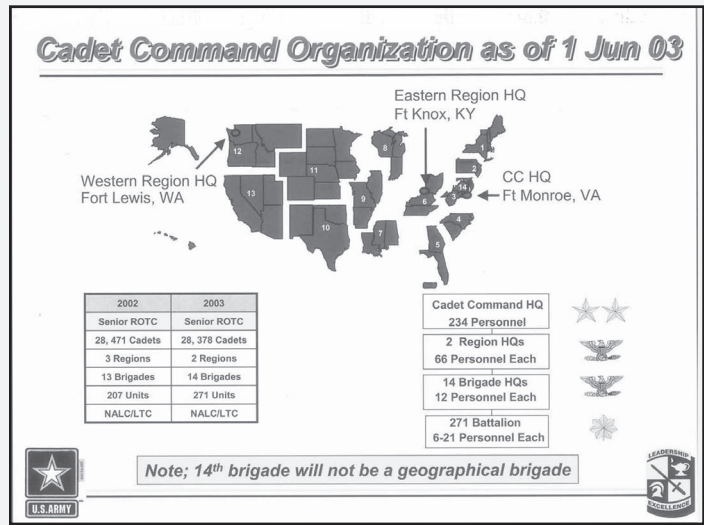 Cadet Command Organization as of 1 Jun 03
Eastern Region HQ
Ft Knox, KY
Western Region HQ
Fort Lewis, WA
CC HQ
Ft Monroe, VA
12
11
13
10
8
9
7
6
1
2
14
3
4
5
2002 2003
Senior ROTC Senior ROTC
28, 471 Cadets 28, 378 Cadets
3 Regions 2 Regions
13 Brigades 14 Brigades
207 Units 271 Units
NALC/LTC NALC/LTC
Cadet Command HQ
234 Personnel
2 Region HQs
66 Personnel Each
14 Brigade HQs
12 Personnel Each
271 Battalion
6-21 Personnel Each
Note; 14th brigade will not be a geographical brigade
U.S.ARMY
LEADERSHIP
EXCELLENCE